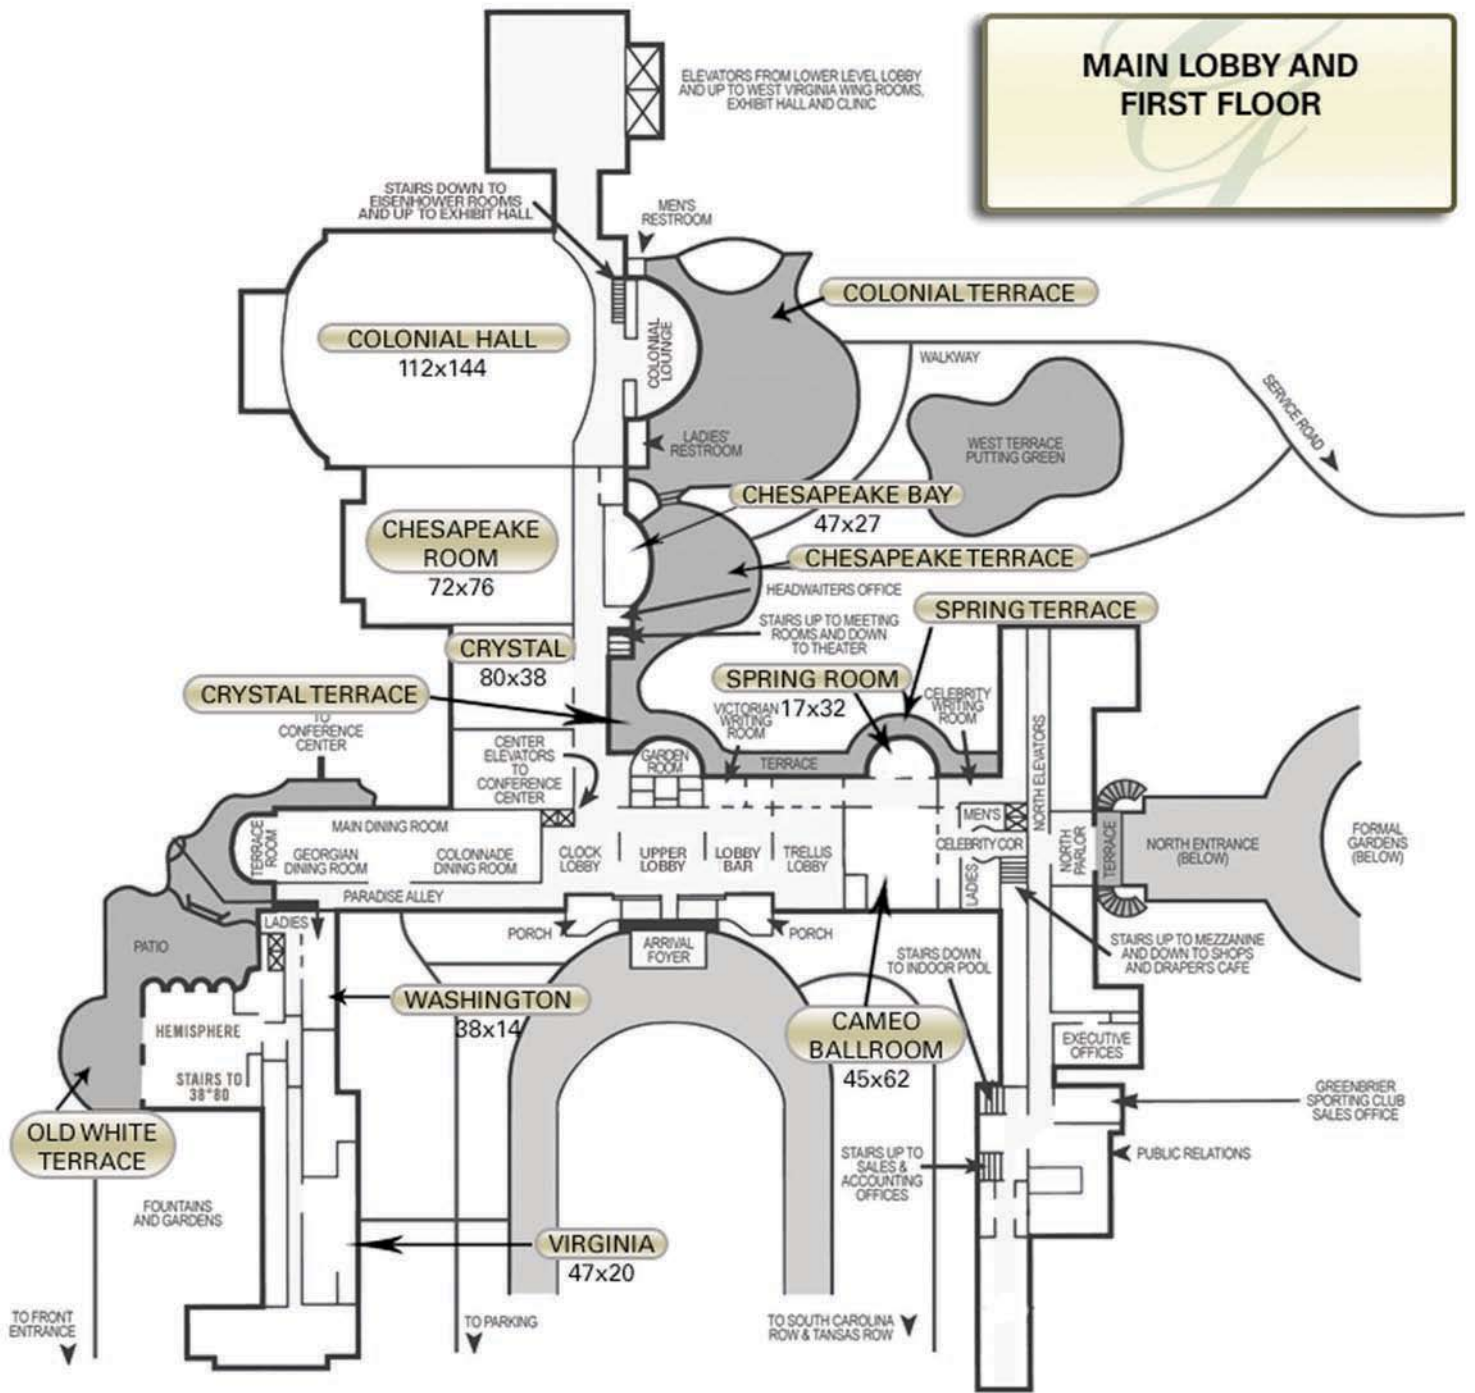 MAIN LOBBY AND
FIRST FLOOR
ELEVATORS FROM LOWER LEVEL LOBBY
AND UP TO WEST VIRGINIA WING ROOMS,
EXHIBIT HALL AND CLINIC
STAIRS DOWN TO
EISENHOWER ROOMS
AND UP TO EXHIBIT HALL
MEN'S
RESTROOM
COLONIAL TERRACE
COLONIAL HALL
112x144
COLONIAL
LOUNGE
WALKWAY
SERVICE ROAD
LADIES'
RESTROOM
WEST TERRACE
PUTTING GREEN
CHESAPEAKE BAY
47x27
CHESAPEAKE
ROOM
72x76
CHESAPEAKE TERRACE
HEADWAITERS OFFICE
SPRING TERRACE
STAIRS UP TO MEETING
ROOMS AND DOWN
TO THEATER
CRYSTAL
80x38
SPRING ROOM
17x32
CRYSTAL TERRACE
VICTORIAN
WRITING
ROOM
CELEBRITY
WRITING
ROOM
TO
CONFERENCE
CENTER
CENTER
ELEVATORS
TO
CONFERENCE
CENTER
GARDEN
ROOM
TERRACE
NORTH ELEVATORS
MEN'S
MAIN DINING ROOM
TERRACE
ROOM
GEORGIAN
DINING ROOM
COLONNADE
DINING ROOM
CLOCK
LOBBY
UPPER
LOBBY
LOBBY
BAR
TRELLIS
LOBBY
CELEBRITY COR
LADIES
NORTH
PARLOR
TERRACE
NORTH ENTRANCE
(BELOW)
FORMAL
GARDENS
(BELOW)
PARADISE ALLEY
LADIES
PORCH
ARRIVAL
FOYER
PORCH
PATIO
STAIRS DOWN
TO INDOOR POOL
STAIRS UP TO MEZZANINE
AND DOWN TO SHOPS
AND DRAPER'S CAFE
WASHINGTON
38x14
HEMISPHERE
CAMEO
BALLROOM
45x62
EXECUTIVE
OFFICES
STAIRS TO
38*80
GREENBRIER
SPORTING CLUB
SALES OFFICE
OLD WHITE
TERRACE
STAIRS UP TO
SALES &
ACCOUNTING
OFFICES
PUBLIC RELATIONS
FOUNTAINS
AND GARDENS
VIRGINIA
47x20
TO FRONT
ENTRANCE
TO PARKING
TO SOUTH CAROLINA
ROW & TANSAS ROW